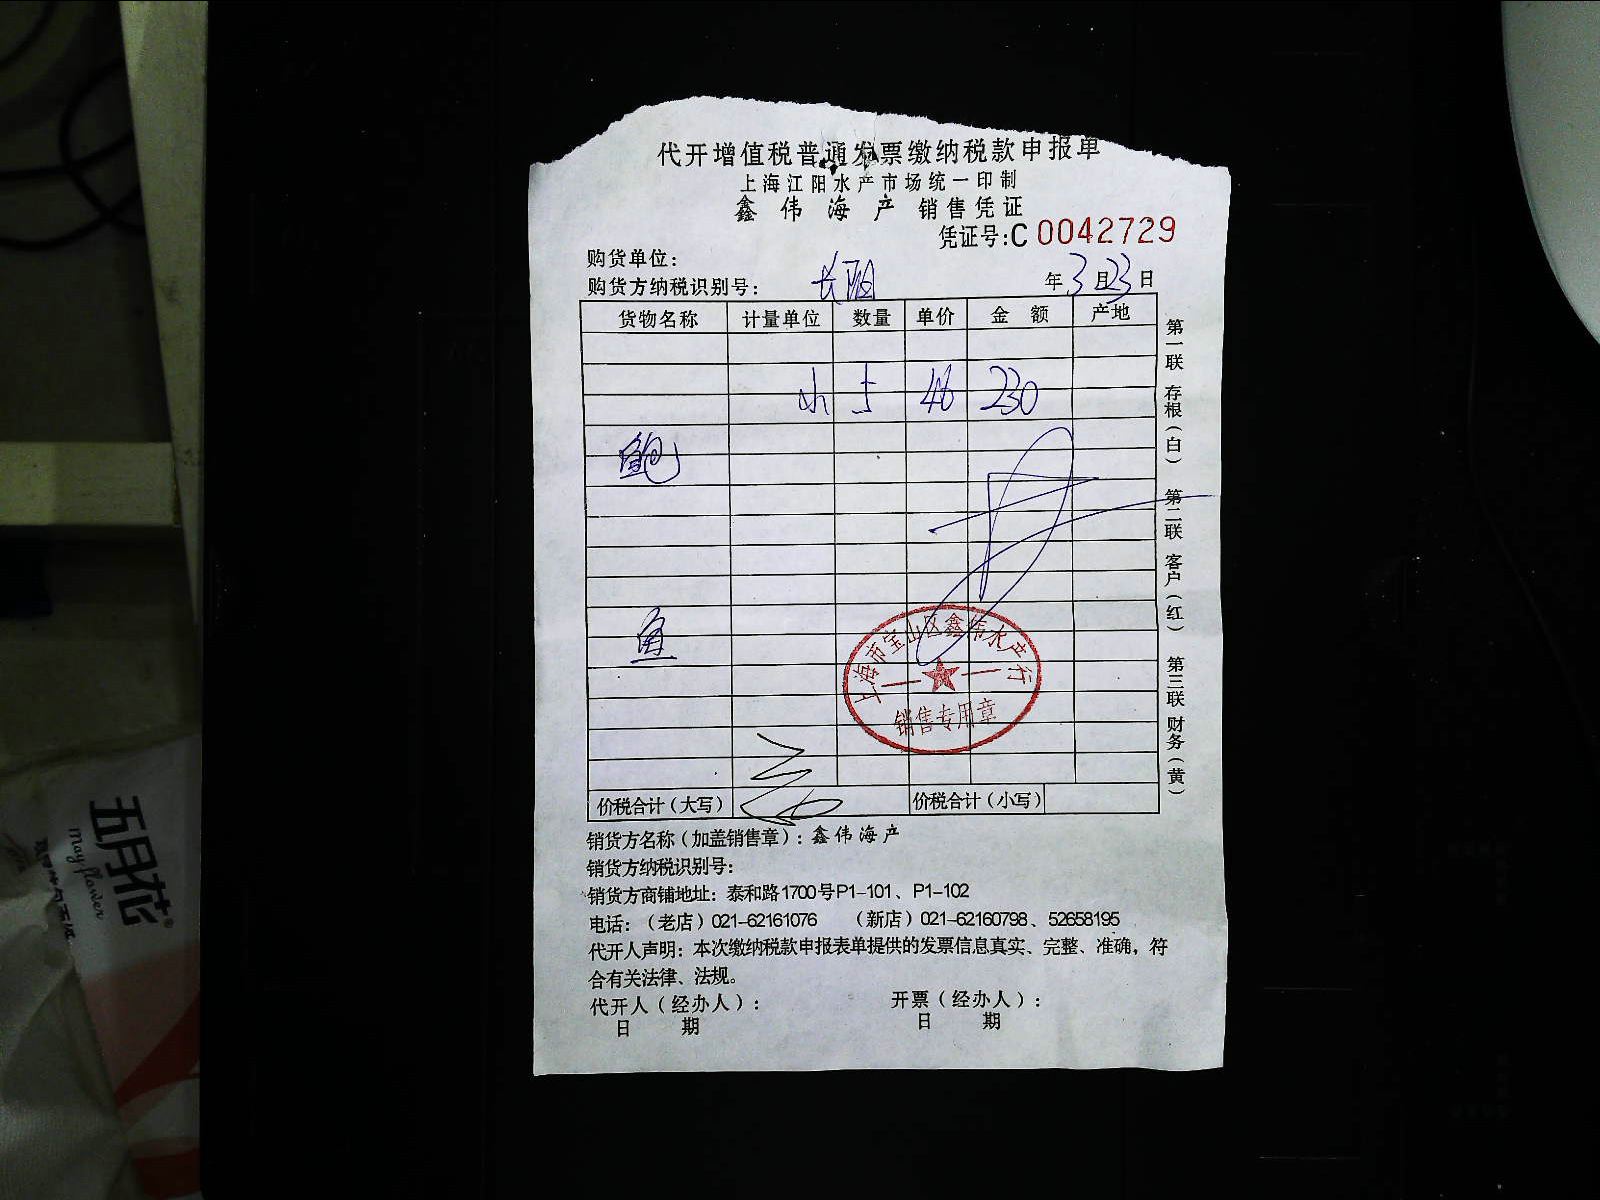 代开增值税普通发票缴纳税款申报单
上海江阳水产市场统一印制
鑫伟海产 销售凭证
凭证号:C 0042729
购货单位:
购货方纳税识别号: 长阳 年3月23日
货物名称 计量单位 数量 单价 金额 产地
小 5 46 230
鲍
鱼
上海市宝山区鑫伟水产行
销售专用章
价税合计(大写) 价税合计(小写)
第一联 存根(白) 第二联 客户(红) 第三联 财务(黄)
销货方名称(加盖销售章):鑫伟海产
销货方纳税识别号:
销货方商铺地址:泰和路1700号P1-101、P1-102
电话:(老店)021-62161076 (新店)021-62160798、52658195
代开人声明:本次缴纳税款申报表单提供的发票信息真实、完整、准确,符
合有关法律、法规。
代开人(经办人): 开票(经办人):
日期 日期
五月花
May flower